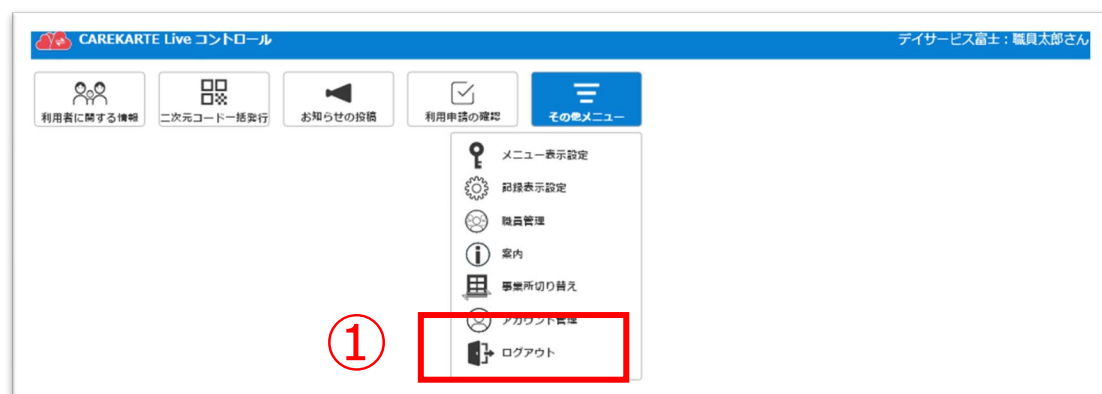 CAREKARTE Live コントロール
デイサービス富士：職員太郎さん
利用者に関する情報
二次元コード一括発行
お知らせの投稿
利用申請の確認
その他メニュー
メニュー表示設定
記録表示設定
職員管理
案内
事業所切り替え
アカウント管理
①
ログアウト